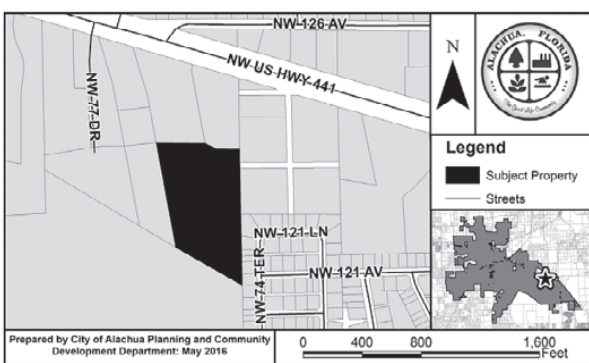 NW 126 AV
NW US HWY 441
NW 77 DR
NW 121 LN
NW 121 AV
NW 74 TER
N
ALACHUA, FLORIDA
The Good Life Community
Legend
Subject Property
Streets
Prepared by City of Alachua Planning and Community
Development Department: May 2016
0 400 800 1,600
Feet